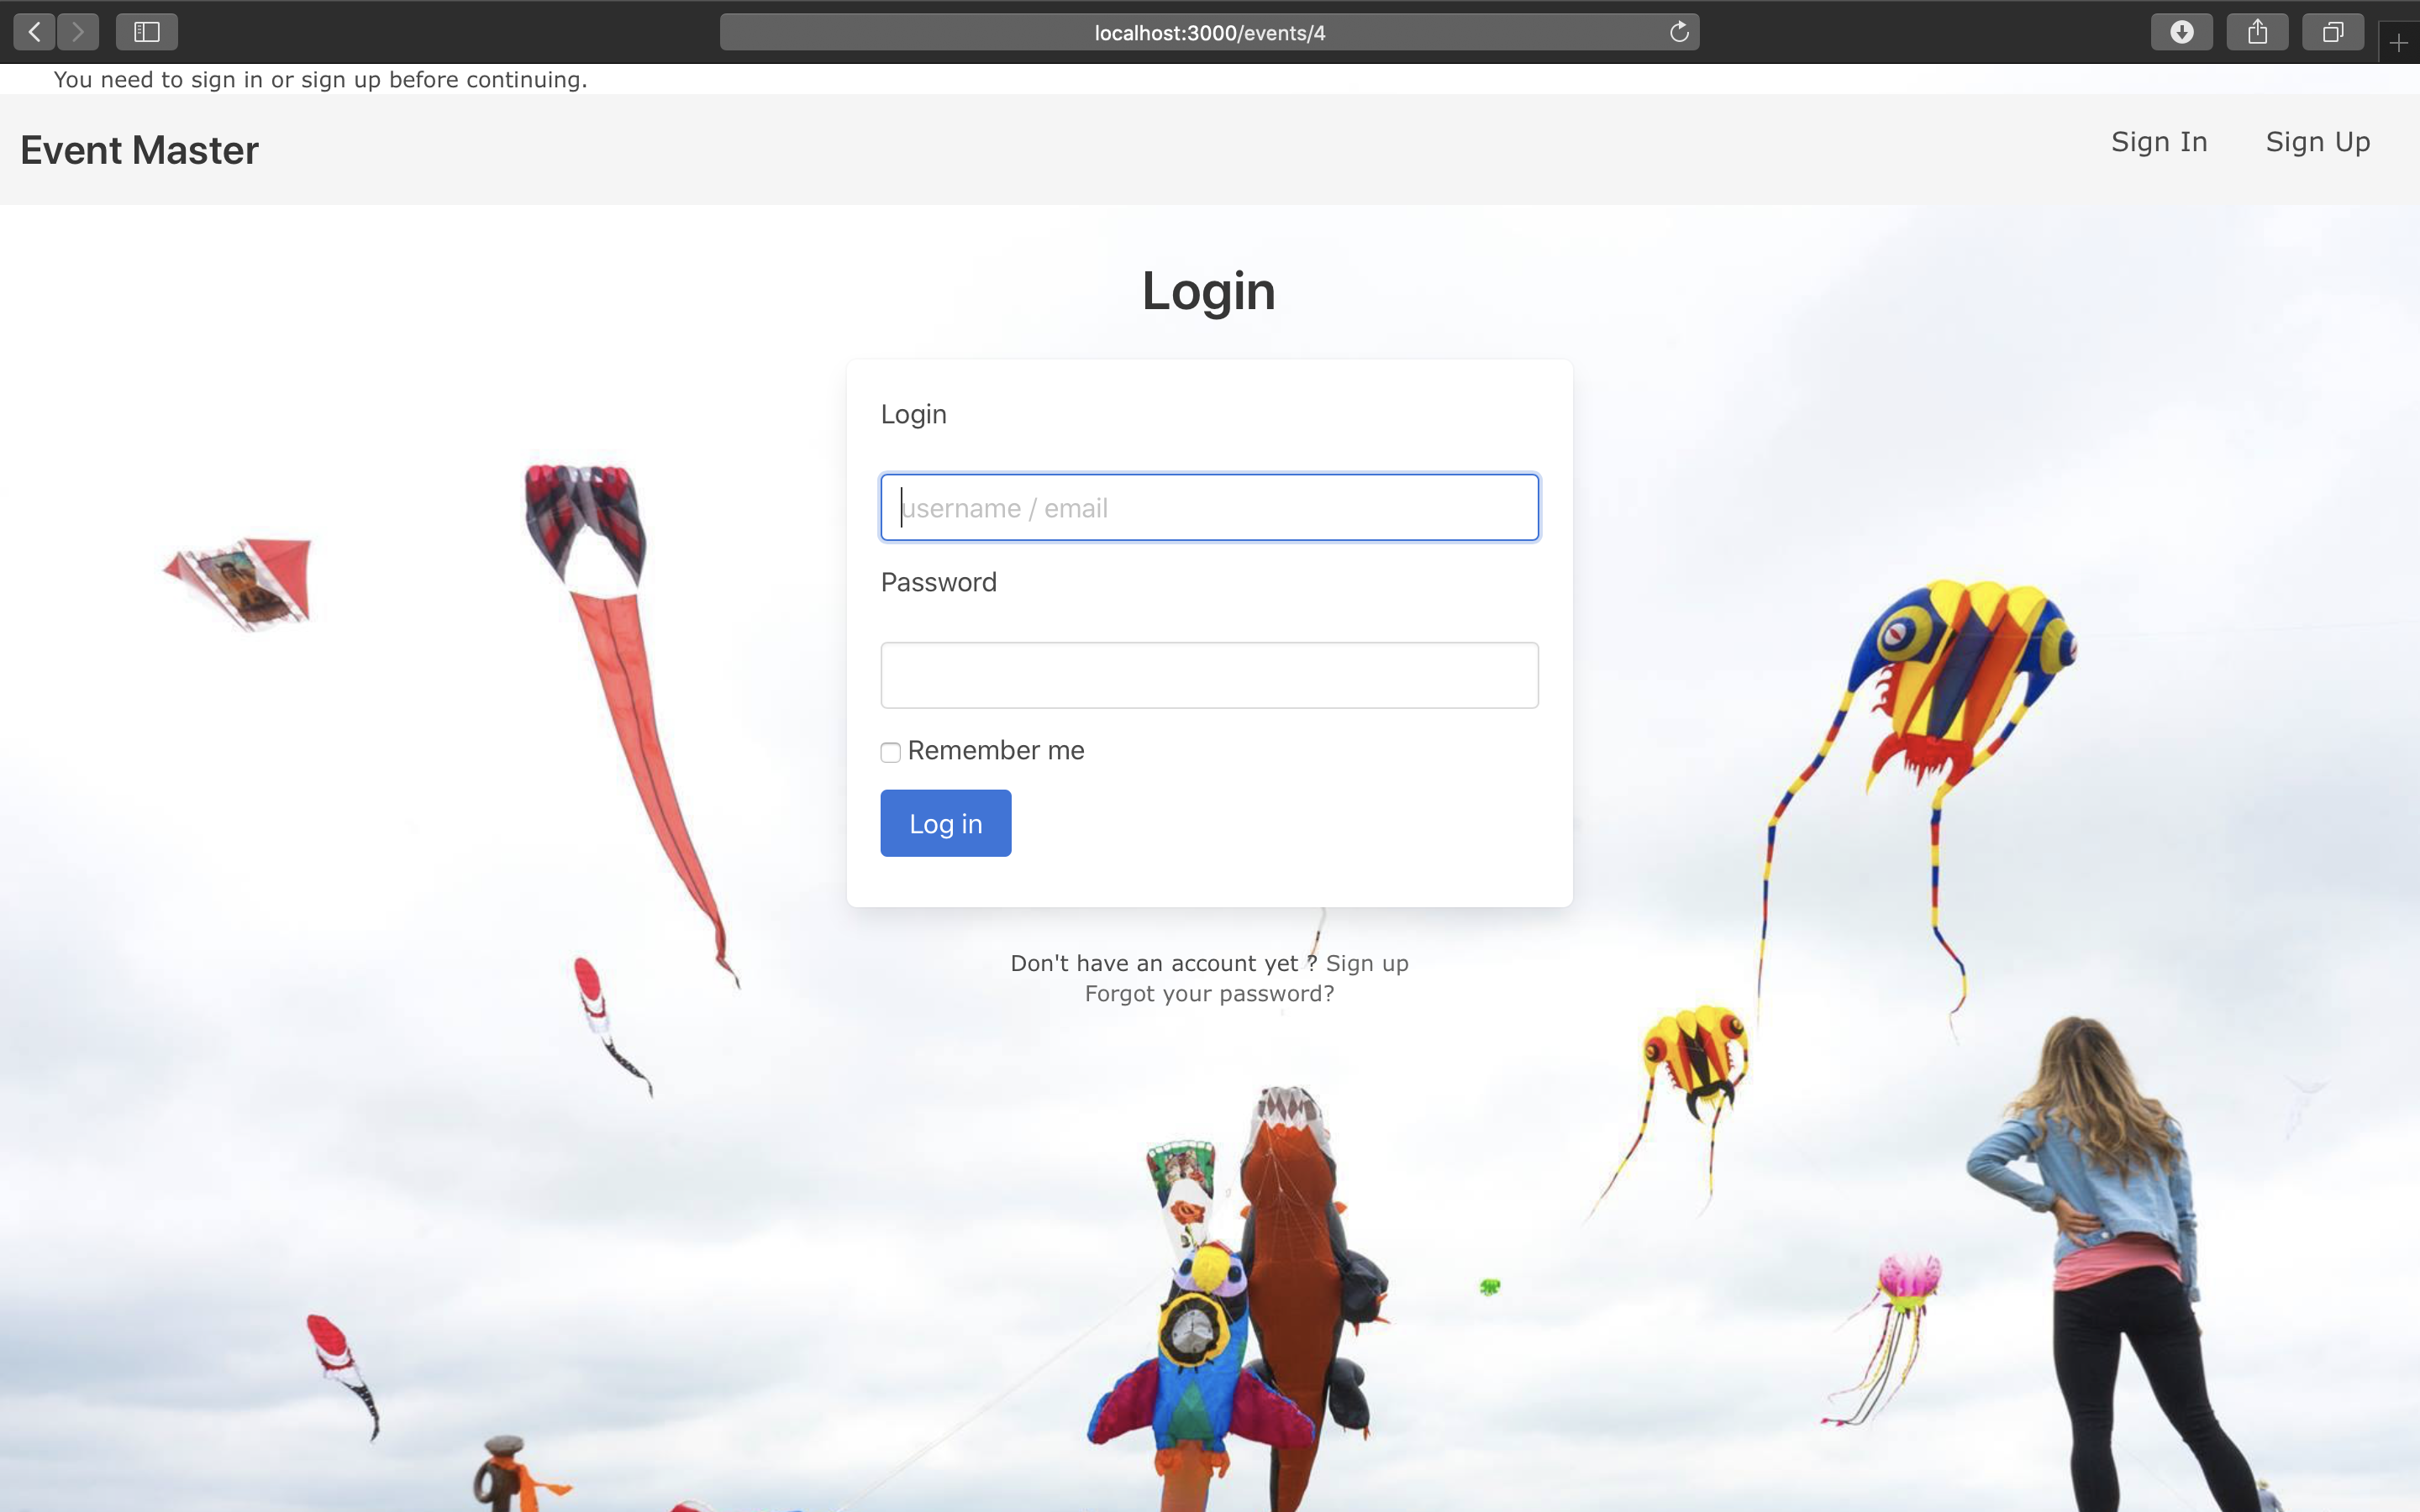 localhost:3000/events/4
You need to sign in or sign up before continuing.
Event Master
Sign In
Sign Up
Login
Login
username / email
Password
Remember me
Log in
Don't have an account yet ? Sign up
Forgot your password?